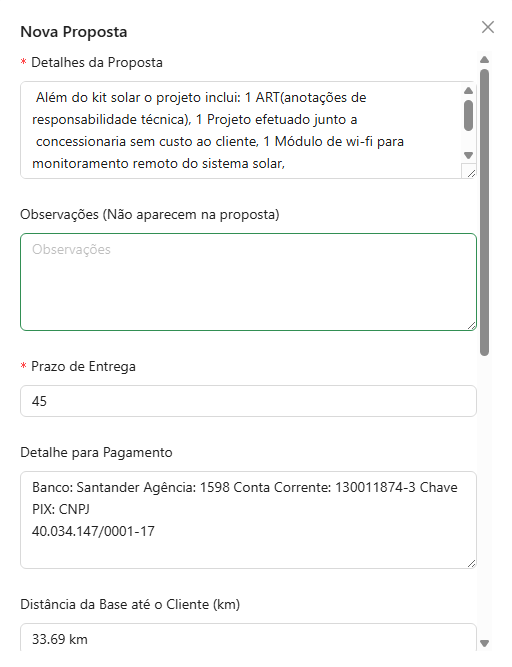 Nova Proposta
* Detalhes da Proposta
Além do kit solar o projeto inclui: 1 ART(anotações de
responsabilidade técnica), 1 Projeto efetuado junto a
concessionaria sem custo ao cliente, 1 Módulo de wi-fi para
monitoramento remoto do sistema solar,
Observações (Não aparecem na proposta)
Observações
* Prazo de Entrega
45
Detalhe para Pagamento
Banco: Santander Agência: 1598 Conta Corrente: 130011874-3 Chave
PIX: CNPJ
40.034.147/0001-17
Distância da Base até o Cliente (km)
33.69 km